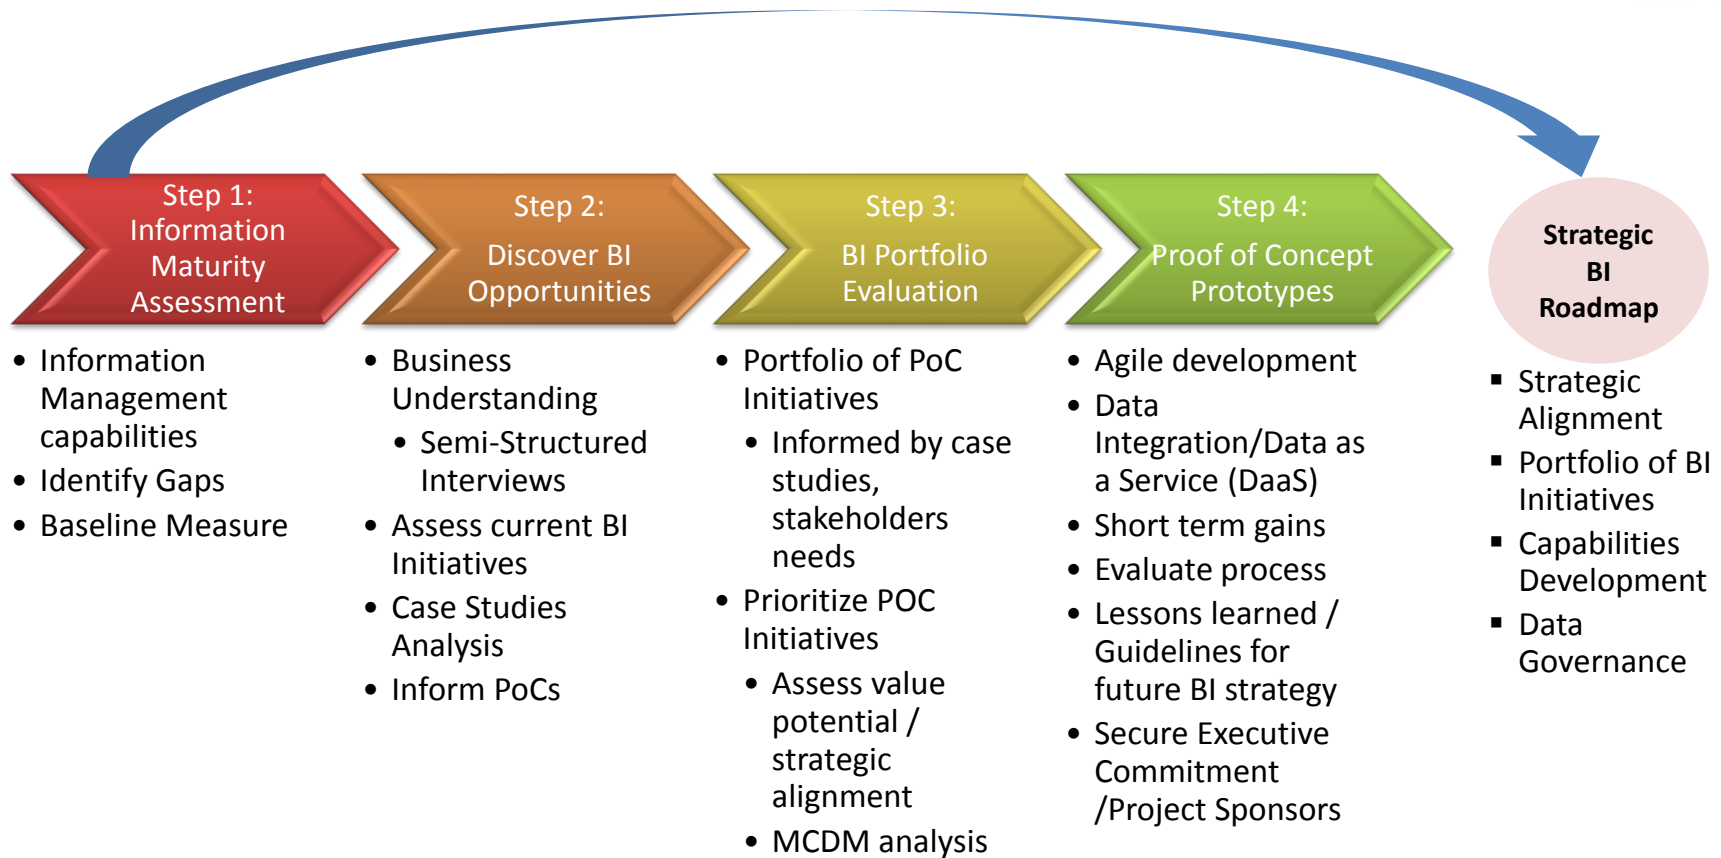 Step 1:
Information
Maturity
Assessment
Step 2:
Discover BI
Opportunities
Step 3:
BI Portfolio
Evaluation
Step 4:
Proof of Concept
Prototypes
Strategic
BI
Roadmap
• Information
Management
capabilities
• Identify Gaps
• Baseline Measure
• Business
Understanding
• Semi-Structured
Interviews
• Assess current BI
Initiatives
• Case Studies
Analysis
• Inform PoCs
• Portfolio of PoC
Initiatives
• Informed by case
studies,
stakeholders
needs
• Prioritize POC
Initiatives
• Assess value
potential /
strategic
alignment
• MCDM analysis
• Agile development
• Data
Integration/Data as
a Service (DaaS)
• Short term gains
• Evaluate process
• Lessons learned /
Guidelines for
future BI strategy
• Secure Executive
Commitment
/Project Sponsors
▪ Strategic
Alignment
▪ Portfolio of BI
Initiatives
▪ Capabilities
Development
▪ Data
Governance